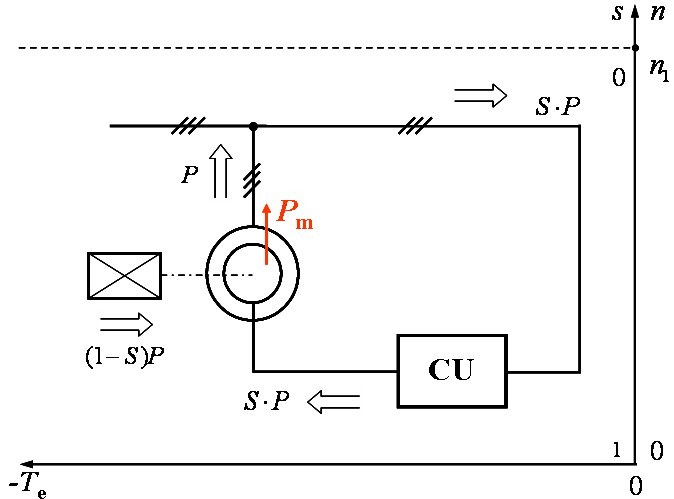 s n
0 n₁
S·P
P
Pₘ
(1−S)P
CU
S·P
1 0
-Tₑ 0